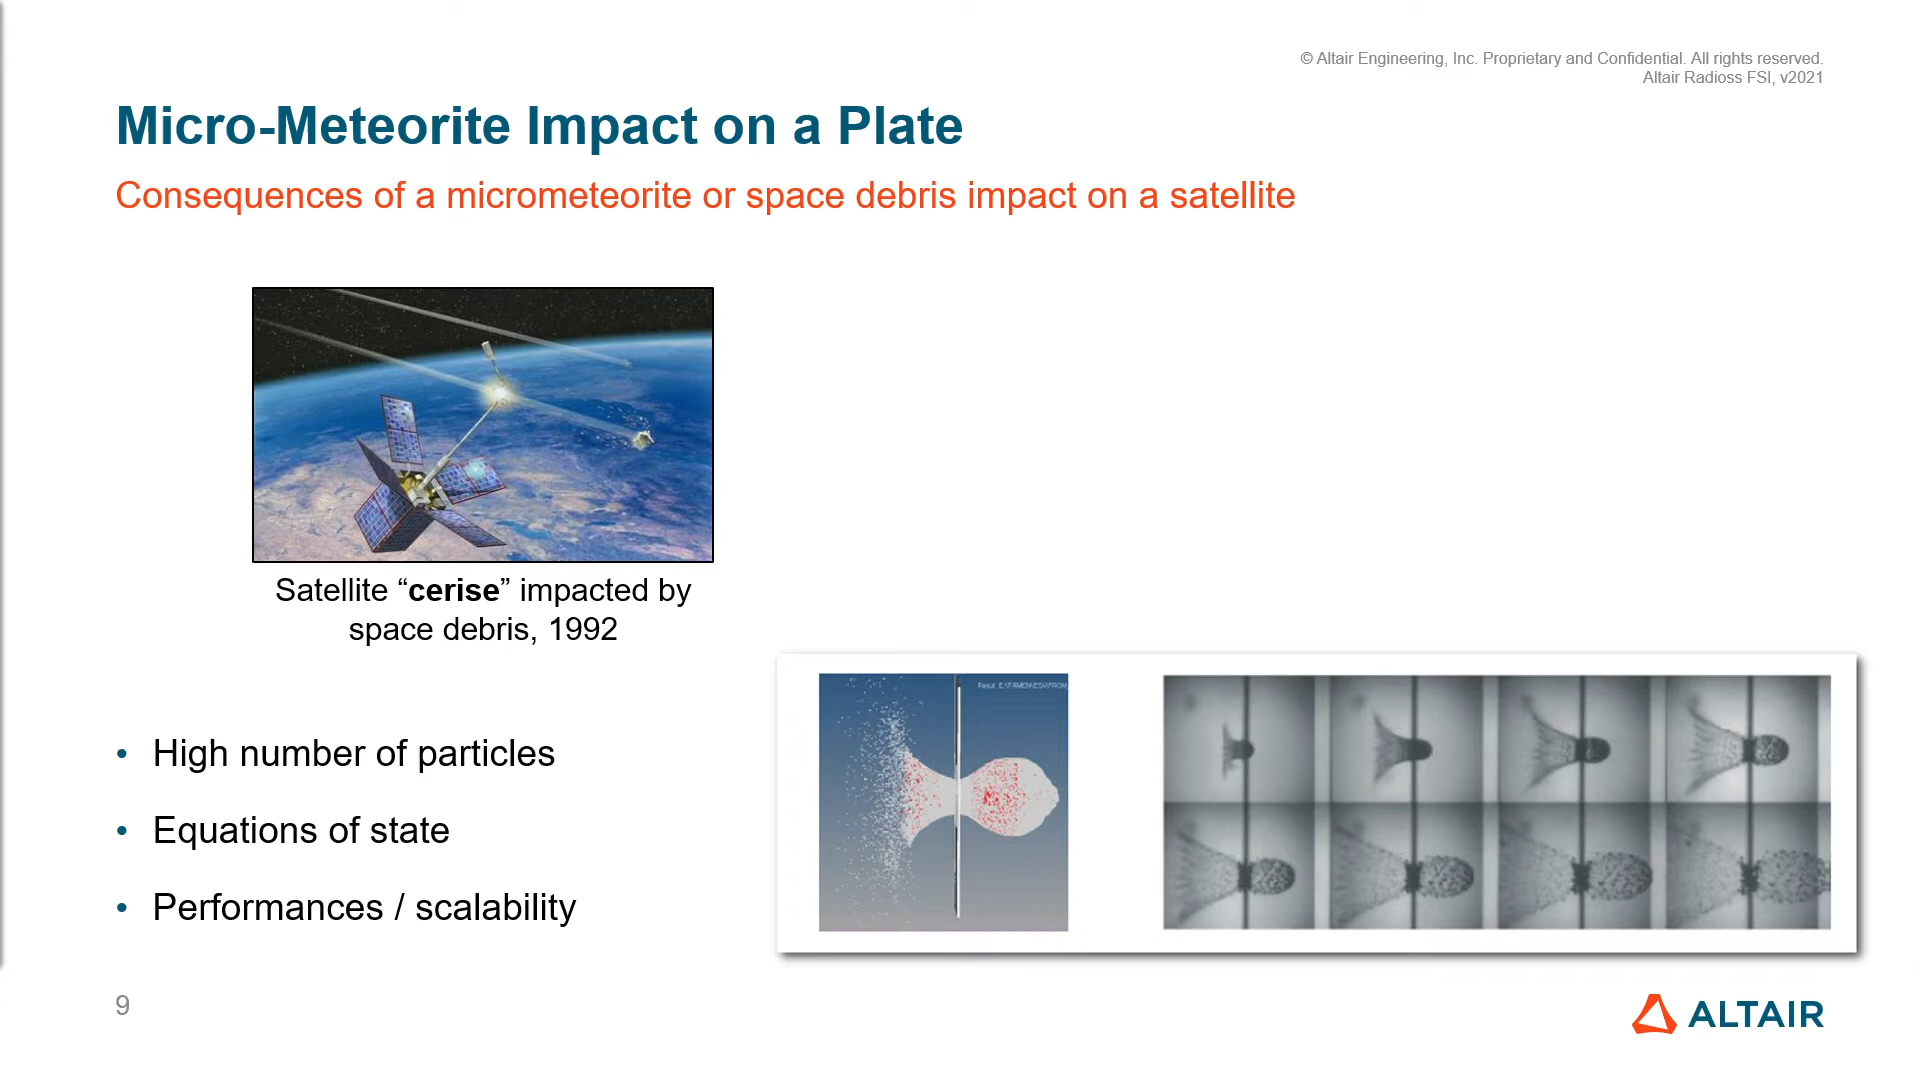 © Altair Engineering, Inc. Proprietary and Confidential. All rights reserved.
Altair Radioss FSI, v2021
Micro-Meteorite Impact on a Plate
Consequences of a micrometeorite or space debris impact on a satellite
Satellite “cerise” impacted by
space debris, 1992
• High number of particles
• Equations of state
• Performances / scalability
9
ALTAIR